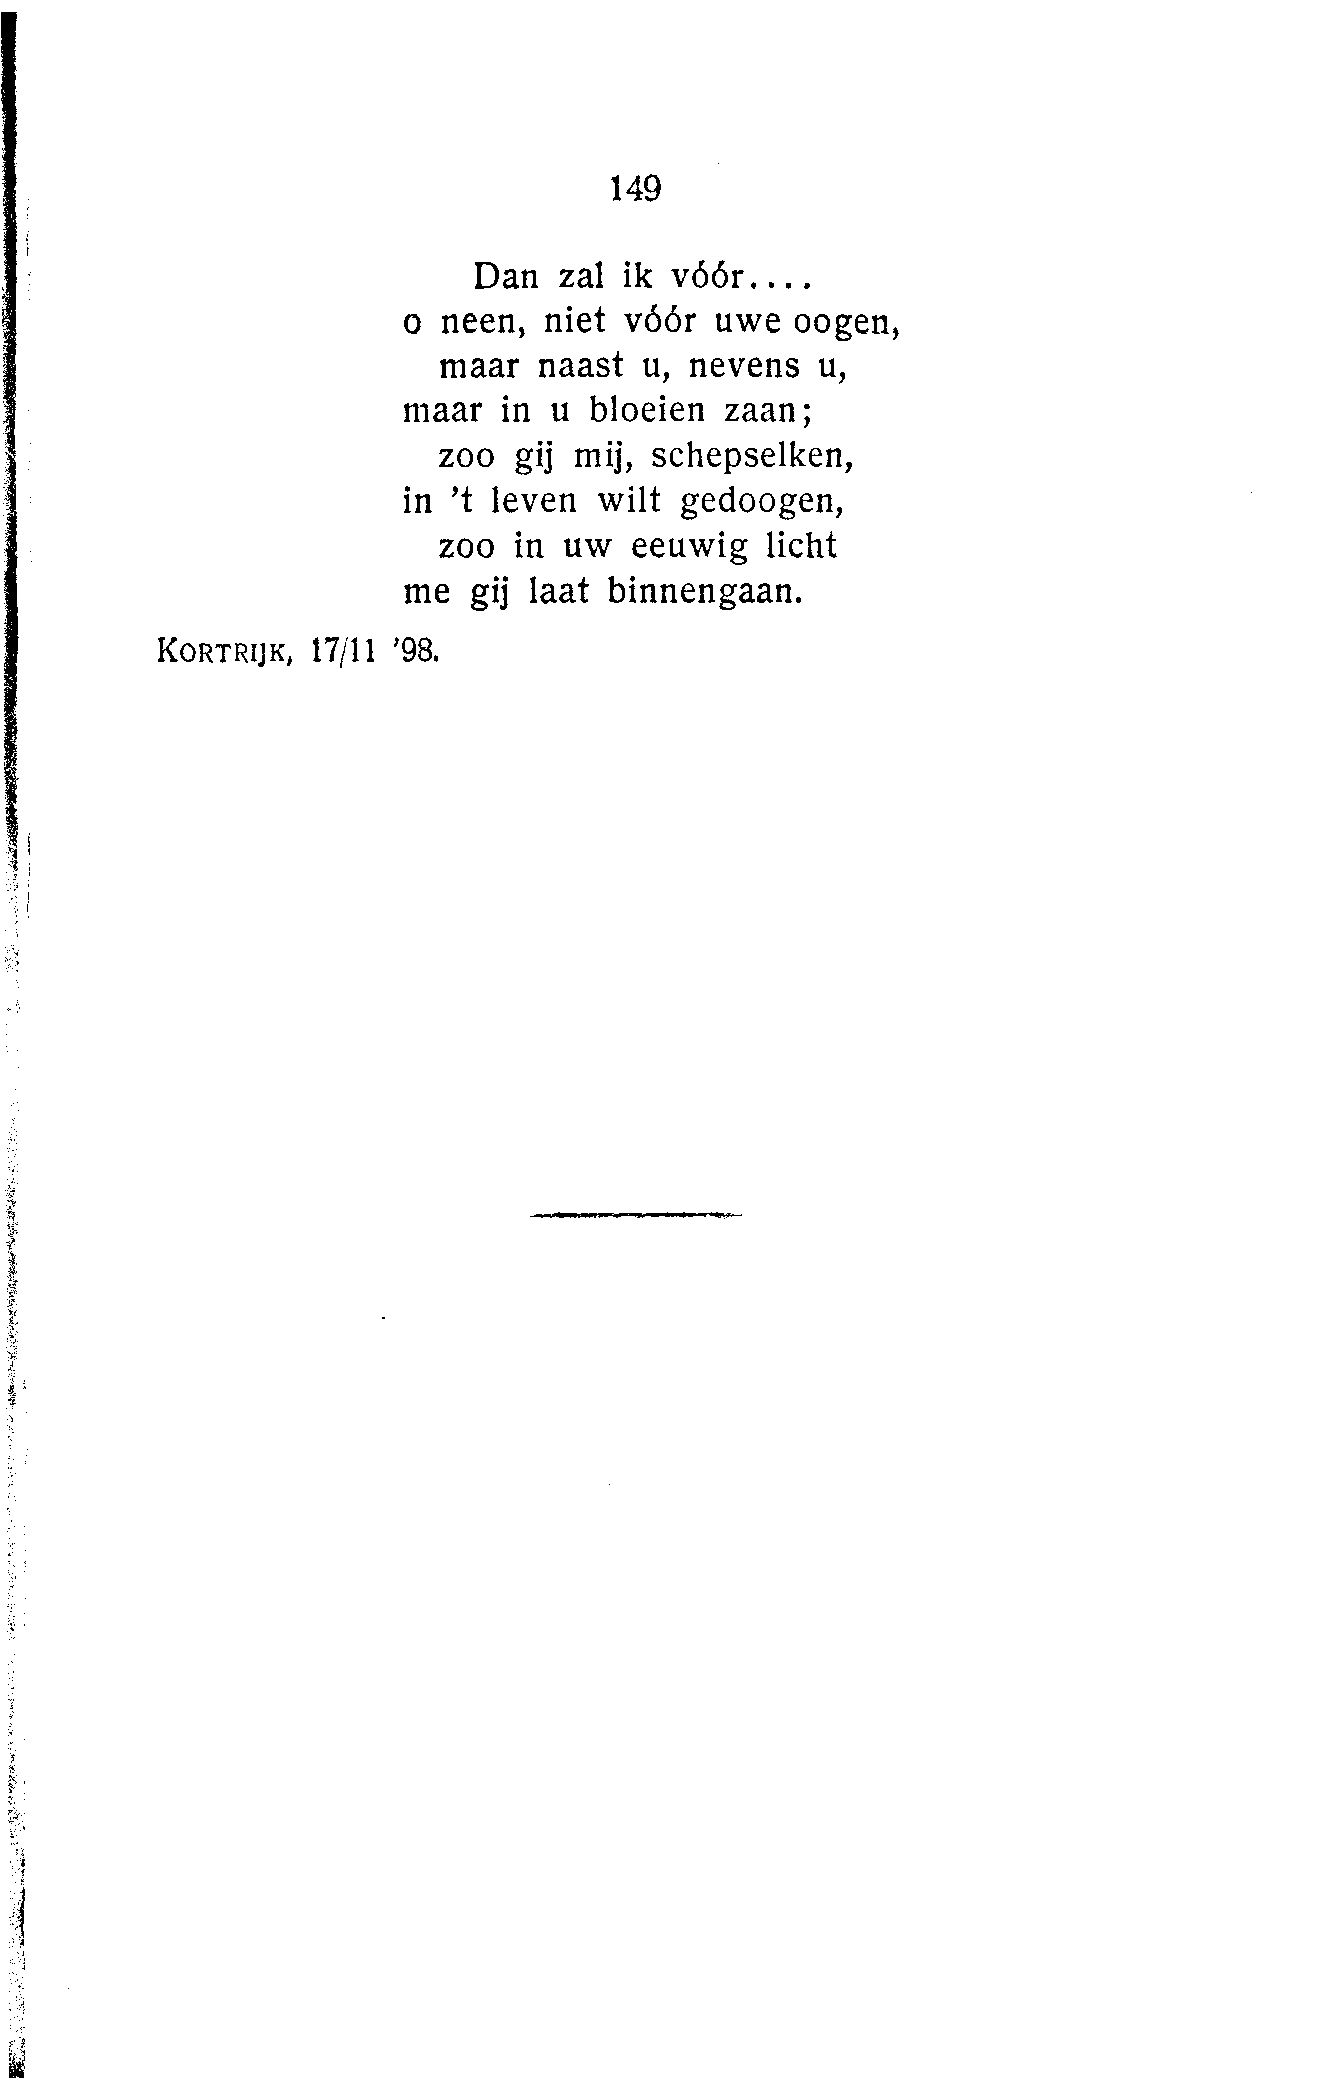 149
Dan zal ik vóór....
o neen, niet vóór uwe oogen,
maar naast u, nevens u,
maar in u bloeien zaan;
zoo gij mij, schepselken,
in 't leven wilt gedoogen,
zoo in uw eeuwig licht
me gij laat binnengaan.
KORTRIJK, 17/11 '98.